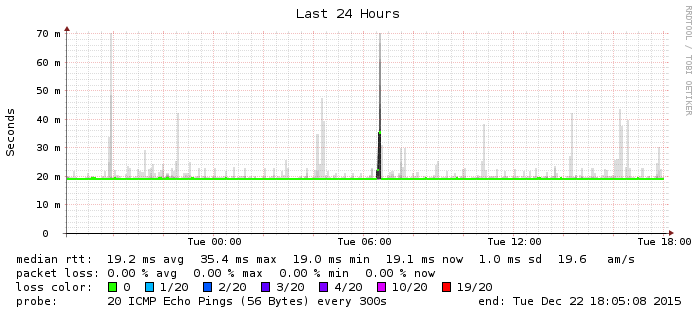 Last 24 Hours
RRDTOOL / TOBI OETIKER
Seconds
70 m
60 m
50 m
40 m
30 m
20 m
10 m
0
Tue 00:00 Tue 06:00 Tue 12:00 Tue 18:00
median rtt: 19.2 ms avg 35.4 ms max 19.0 ms min 19.1 ms now 1.0 ms sd 19.6 am/s
packet loss: 0.00 % avg 0.00 % max 0.00 % min 0.00 % now
loss color: 0 1/20 2/20 3/20 4/20 10/20 19/20
probe: 20 ICMP Echo Pings (56 Bytes) every 300s end: Tue Dec 22 18:05:08 2015